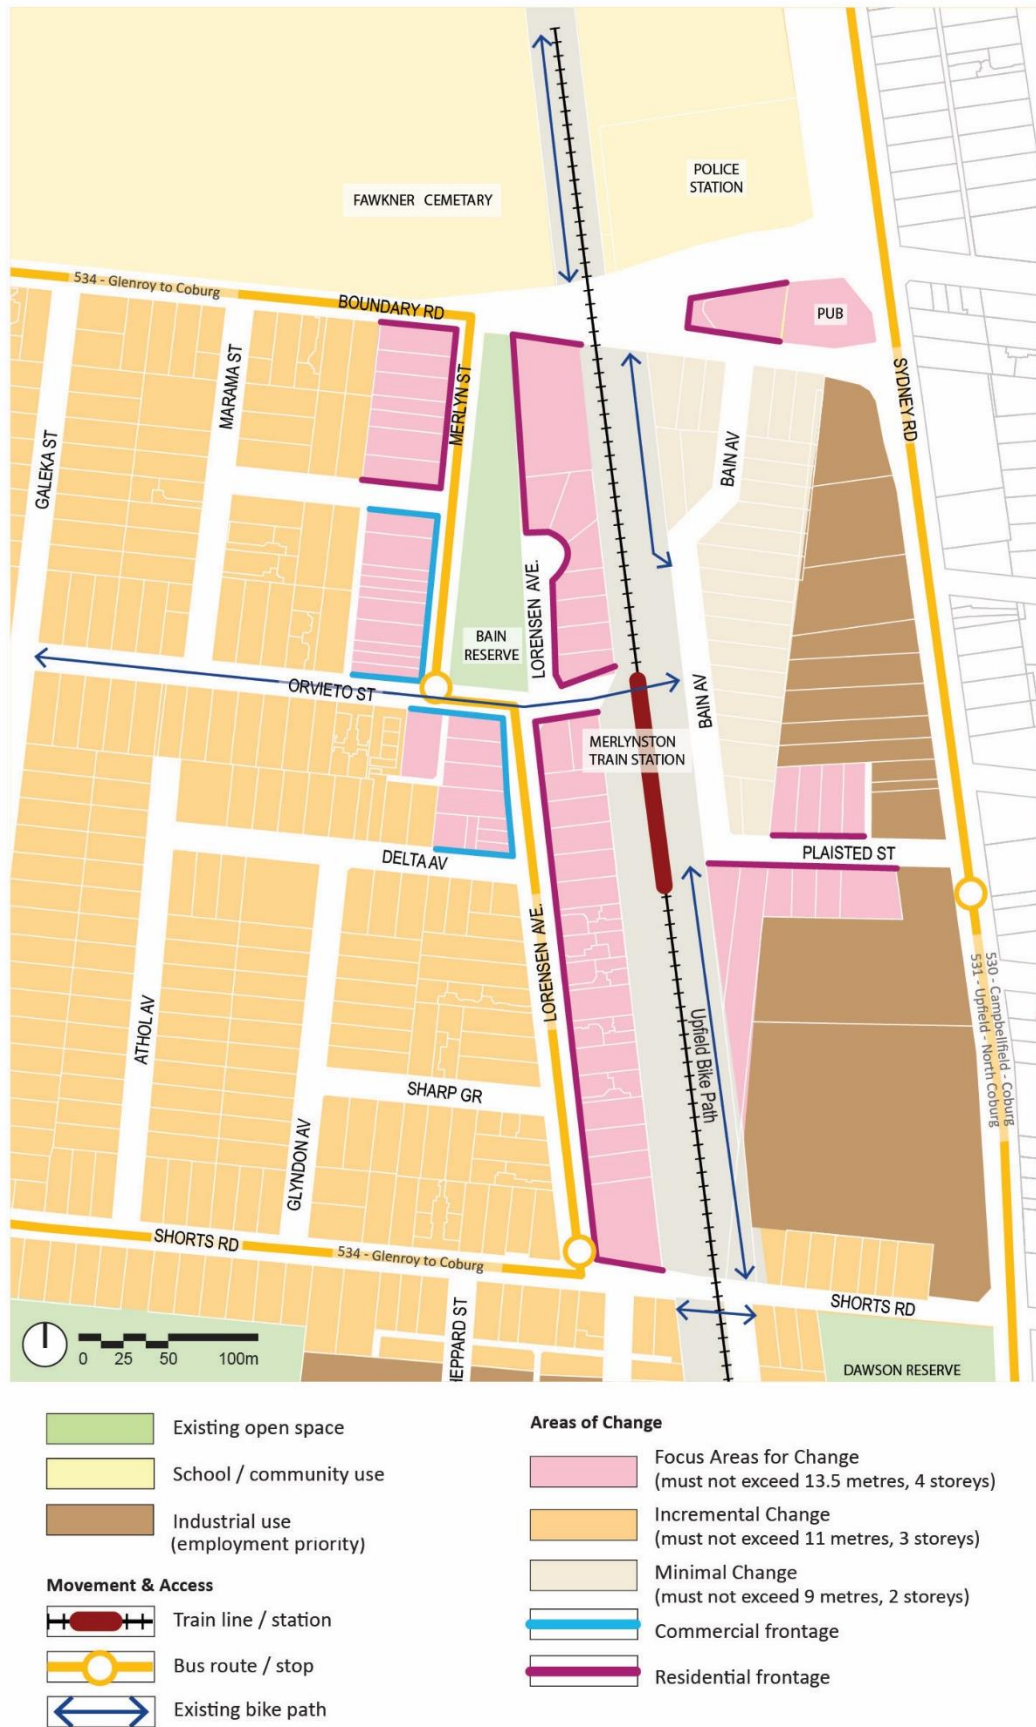 POLICE
STATION
FAWKNER CEMETARY
534 - Glenroy to Coburg
BOUNDARY RD
PUB
MARAMA ST
MERLYN ST
SYDNEY RD
GALEKA ST
BAIN AV
LORENSEN AVE.
BAIN
RESERVE
ORVIETO ST
BAIN AV
MERLYNSTON
TRAIN STATION
PLAISTED ST
DELTA AV
LORENSEN AVE.
530 - Campbellfield - Coburg
531 - Upfield - North Coburg
ATHOL AV
Upfield Bike Path
SHARP GR
GLYNDON AV
SHORTS RD
534 - Glenroy to Coburg
SHORTS RD
HEPPARD ST
0 25 50 100m
DAWSON RESERVE
Existing open space
School / community use
Industrial use
(employment priority)
Movement & Access
Train line / station
Bus route / stop
Existing bike path
Areas of Change
Focus Areas for Change
(must not exceed 13.5 metres, 4 storeys)
Incremental Change
(must not exceed 11 metres, 3 storeys)
Minimal Change
(must not exceed 9 metres, 2 storeys)
Commercial frontage
Residential frontage